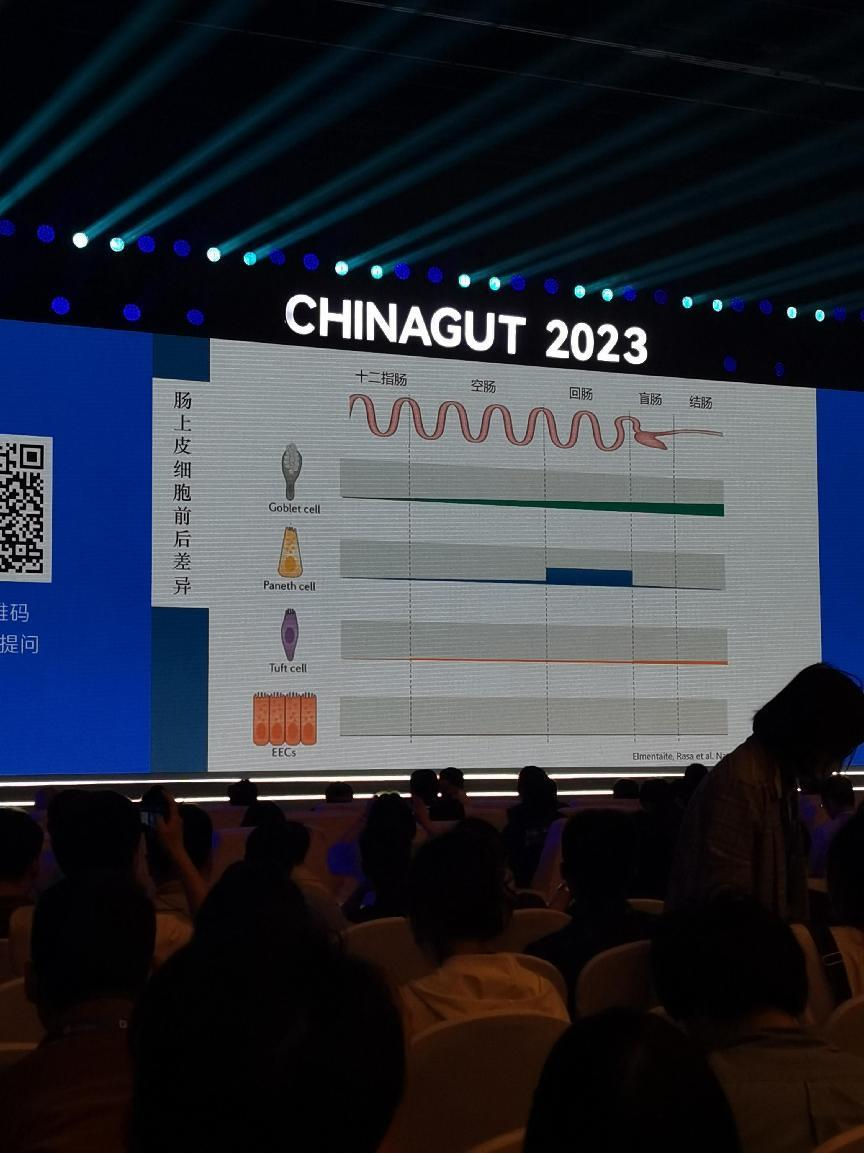 CHINAGUT 2023
十二指肠
空肠
回肠
盲肠
结肠
肠上皮细胞前后差异
Goblet cell
Paneth cell
Tuft cell
EECs
Elmentaite, Rasa et al.
维码
提问